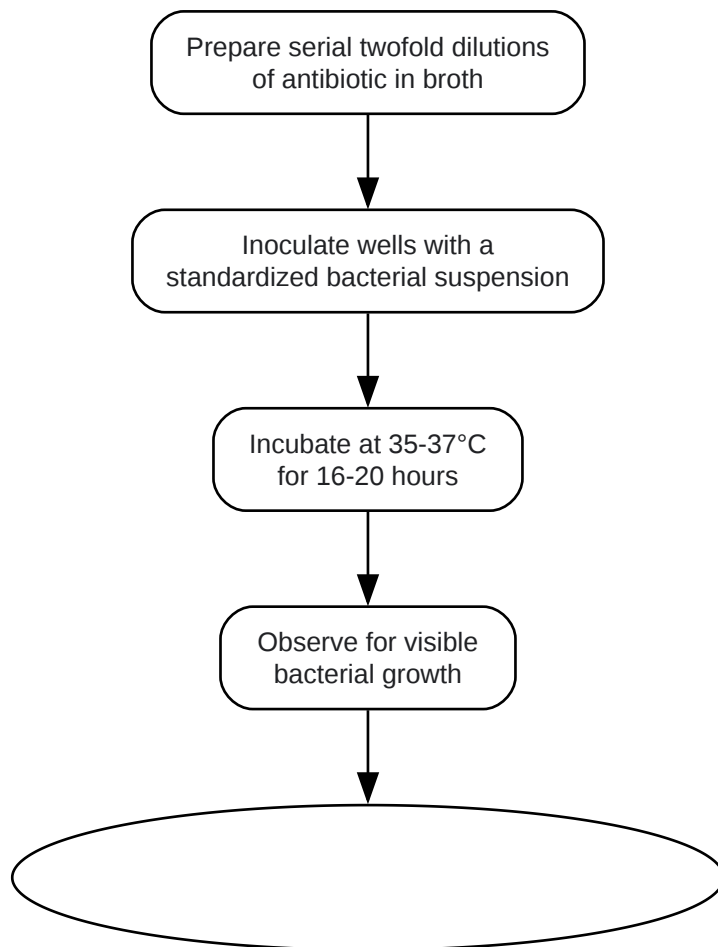 Prepare serial twofold dilutions
of antibiotic in broth
Inoculate wells with a
standardized bacterial suspension
Incubate at 35-37°C
for 16-20 hours
Observe for visible
bacterial growth